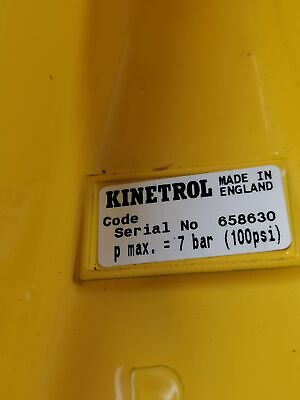 KINETROL MADE IN ENGLAND
Code
Serial No 658630
p max. = 7 bar (100psi)